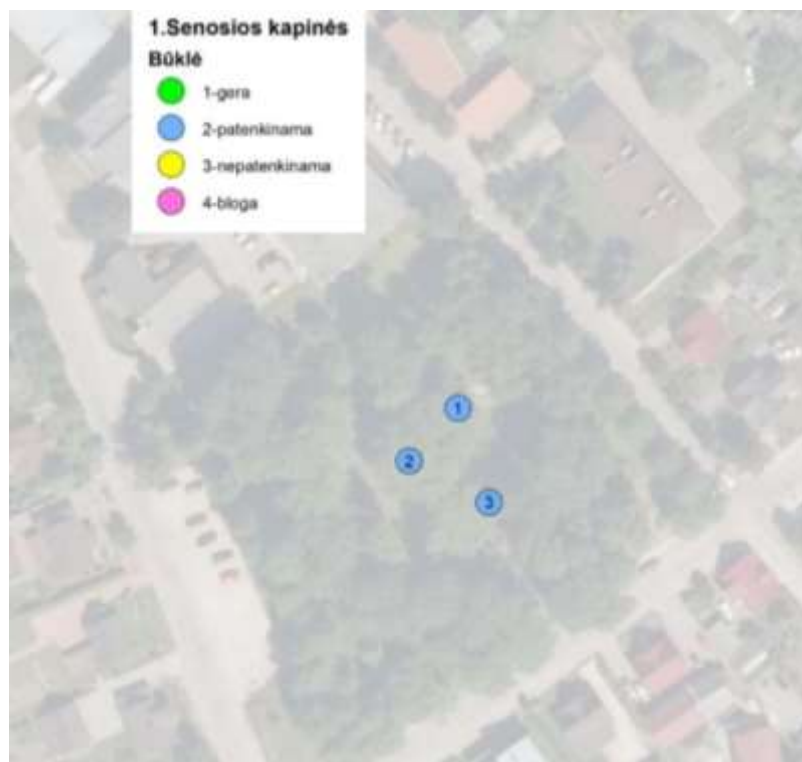 1.Senosios kapinės
Būklė
1-gera
2-patenkinama
3-nepatenkinama
4-bloga
1
2
3